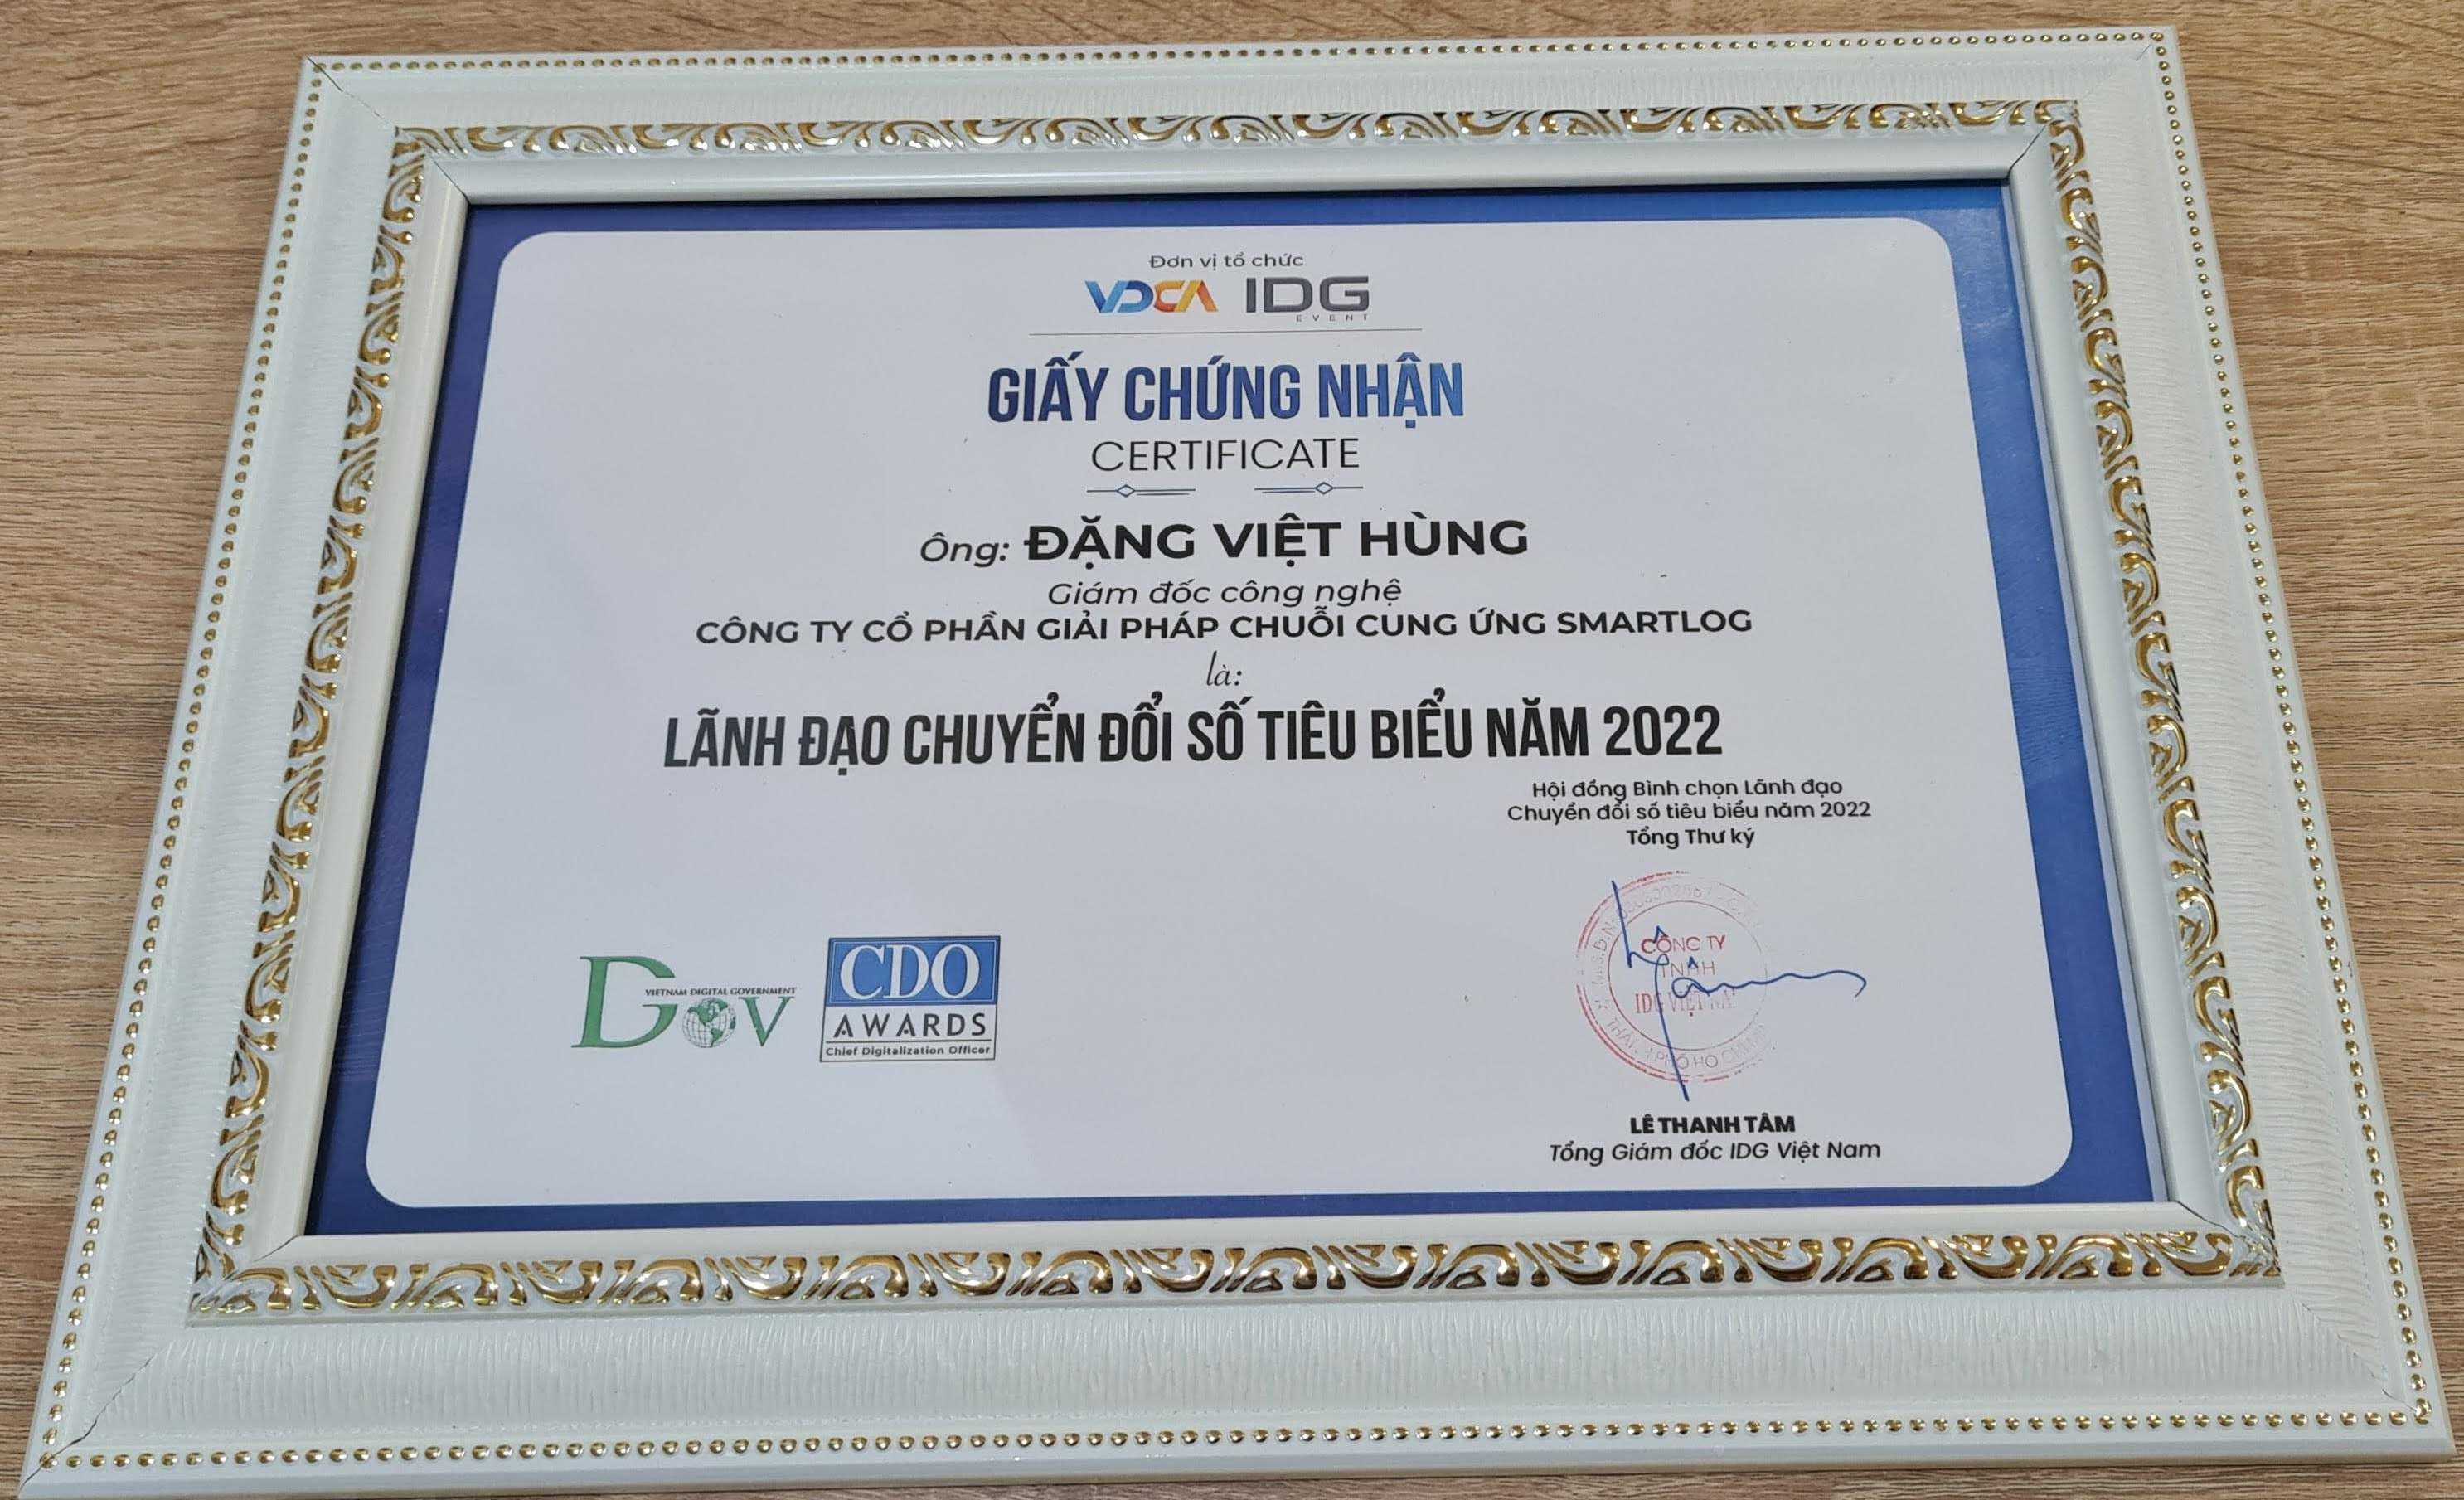 Đơn vị tổ chức
VDCA IDG
EVENT
GIẤY CHỨNG NHẬN
CERTIFICATE
Ông: ĐẶNG VIỆT HÙNG
Giám đốc công nghệ
CÔNG TY CỔ PHẦN GIẢI PHÁP CHUỖI CUNG ỨNG SMARTLOG
là:
LÃNH ĐẠO CHUYỂN ĐỔI SỐ TIÊU BIỂU NĂM 2022
Hội đồng Bình chọn Lãnh đạo
Chuyển đổi số tiêu biểu năm 2022
Tổng Thư ký
DGOV
VIETNAM DIGITAL GOVERNMENT
CDO
AWARDS
Chief Digitalization Officer
CÔNG TY
TNHH
IDG VIỆT NAM
LÊ THANH TÂM
Tổng Giám đốc IDG Việt Nam